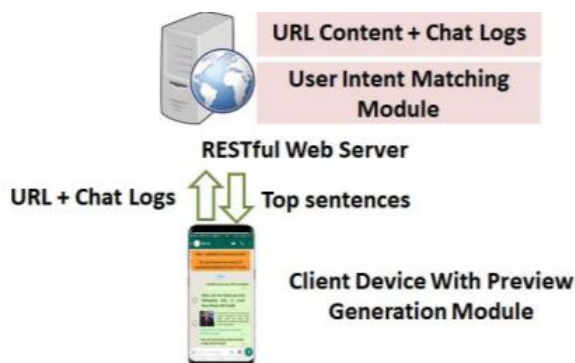 URL Content + Chat Logs
User Intent Matching
Module
RESTful Web Server
URL + Chat Logs
Top sentences
Client Device With Preview
Generation Module